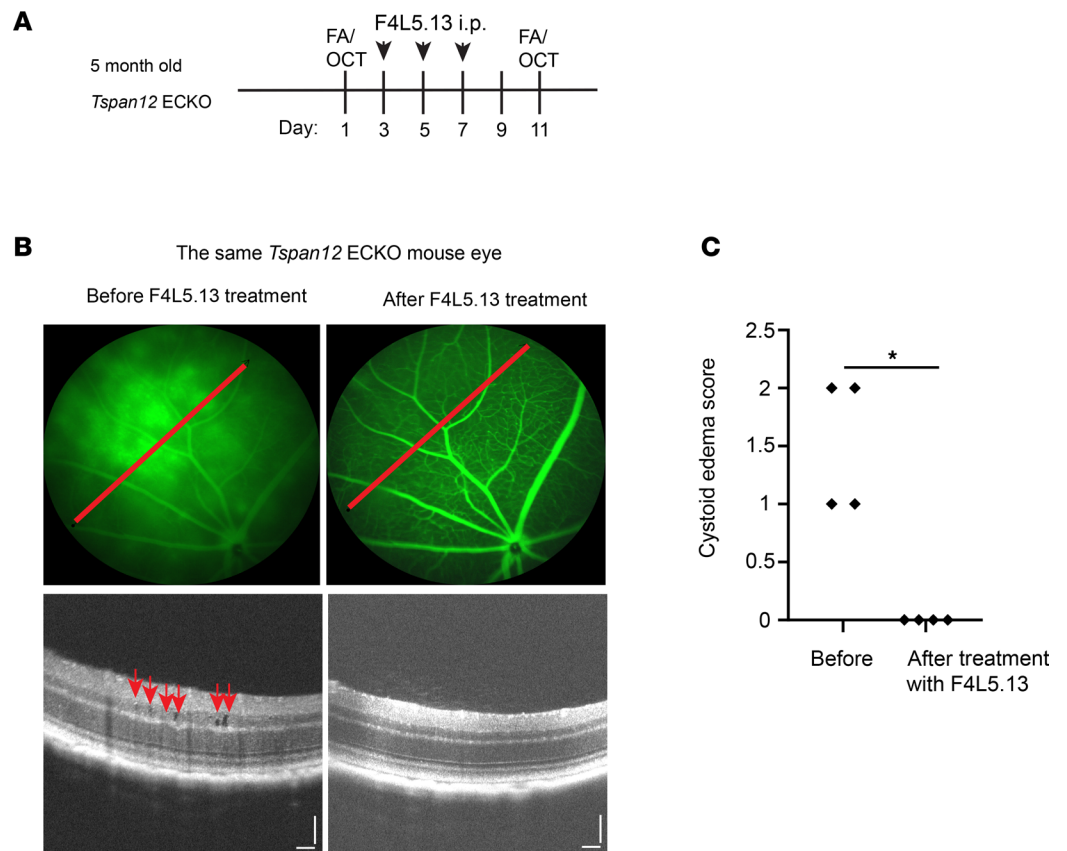 A
F4L5.13 i.p.
FA/
OCT
FA/
OCT
5 month old
Tspan12 ECKO
Day: 1 3 5 7 9 11
B
The same Tspan12 ECKO mouse eye
Before F4L5.13 treatment
After F4L5.13 treatment
C
Cystoid edema score
2.5
2
1.5
1
0.5
0
*
Before
After treatment
with F4L5.13